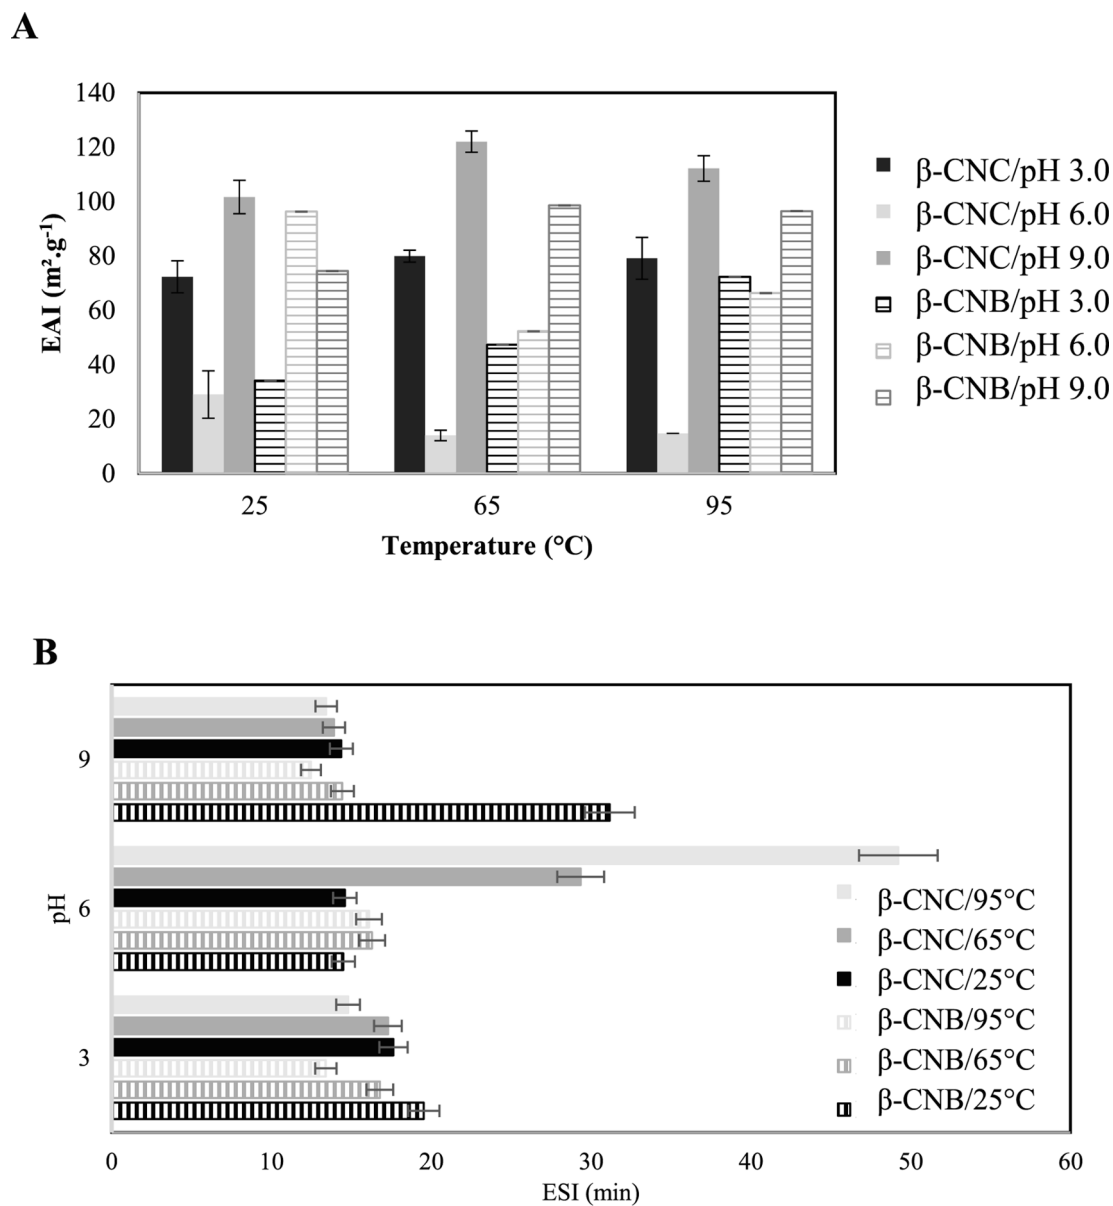 A
140
120
100
80
60
40
20
0
EAI (m².g⁻¹)
25 65 95
Temperature (°C)
β-CNC/pH 3.0
β-CNC/pH 6.0
β-CNC/pH 9.0
β-CNB/pH 3.0
β-CNB/pH 6.0
β-CNB/pH 9.0
B
9
6
3
pH
β-CNC/95°C
β-CNC/65°C
β-CNC/25°C
β-CNB/95°C
β-CNB/65°C
β-CNB/25°C
0 10 20 30 40 50 60
ESI (min)